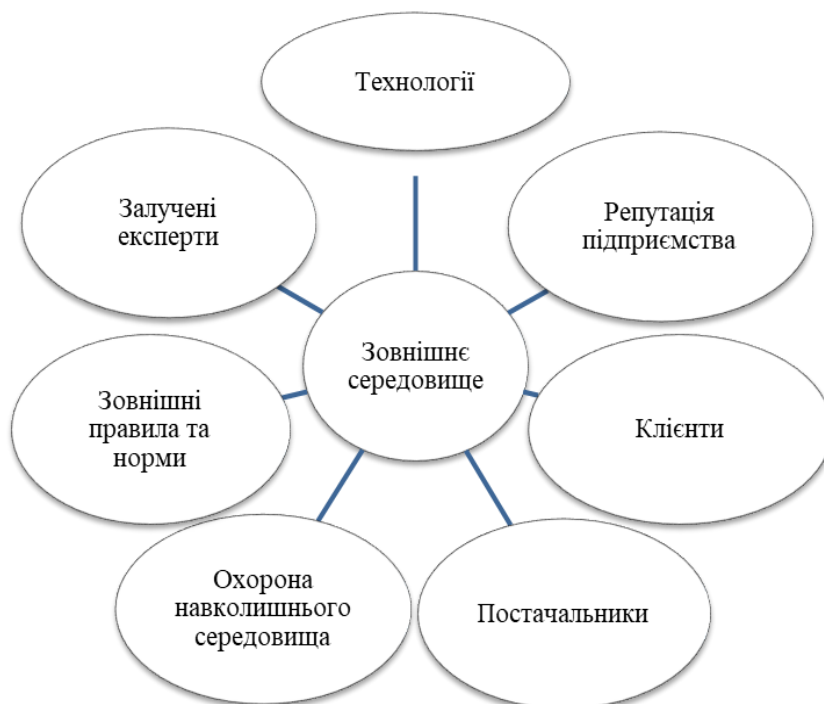 Технології
Репутація
підприємства
Клієнти
Постачальники
Охорона
навколишнього
середовища
Зовнішні
правила та
норми
Залучені
експерти
Зовнішнє
середовище